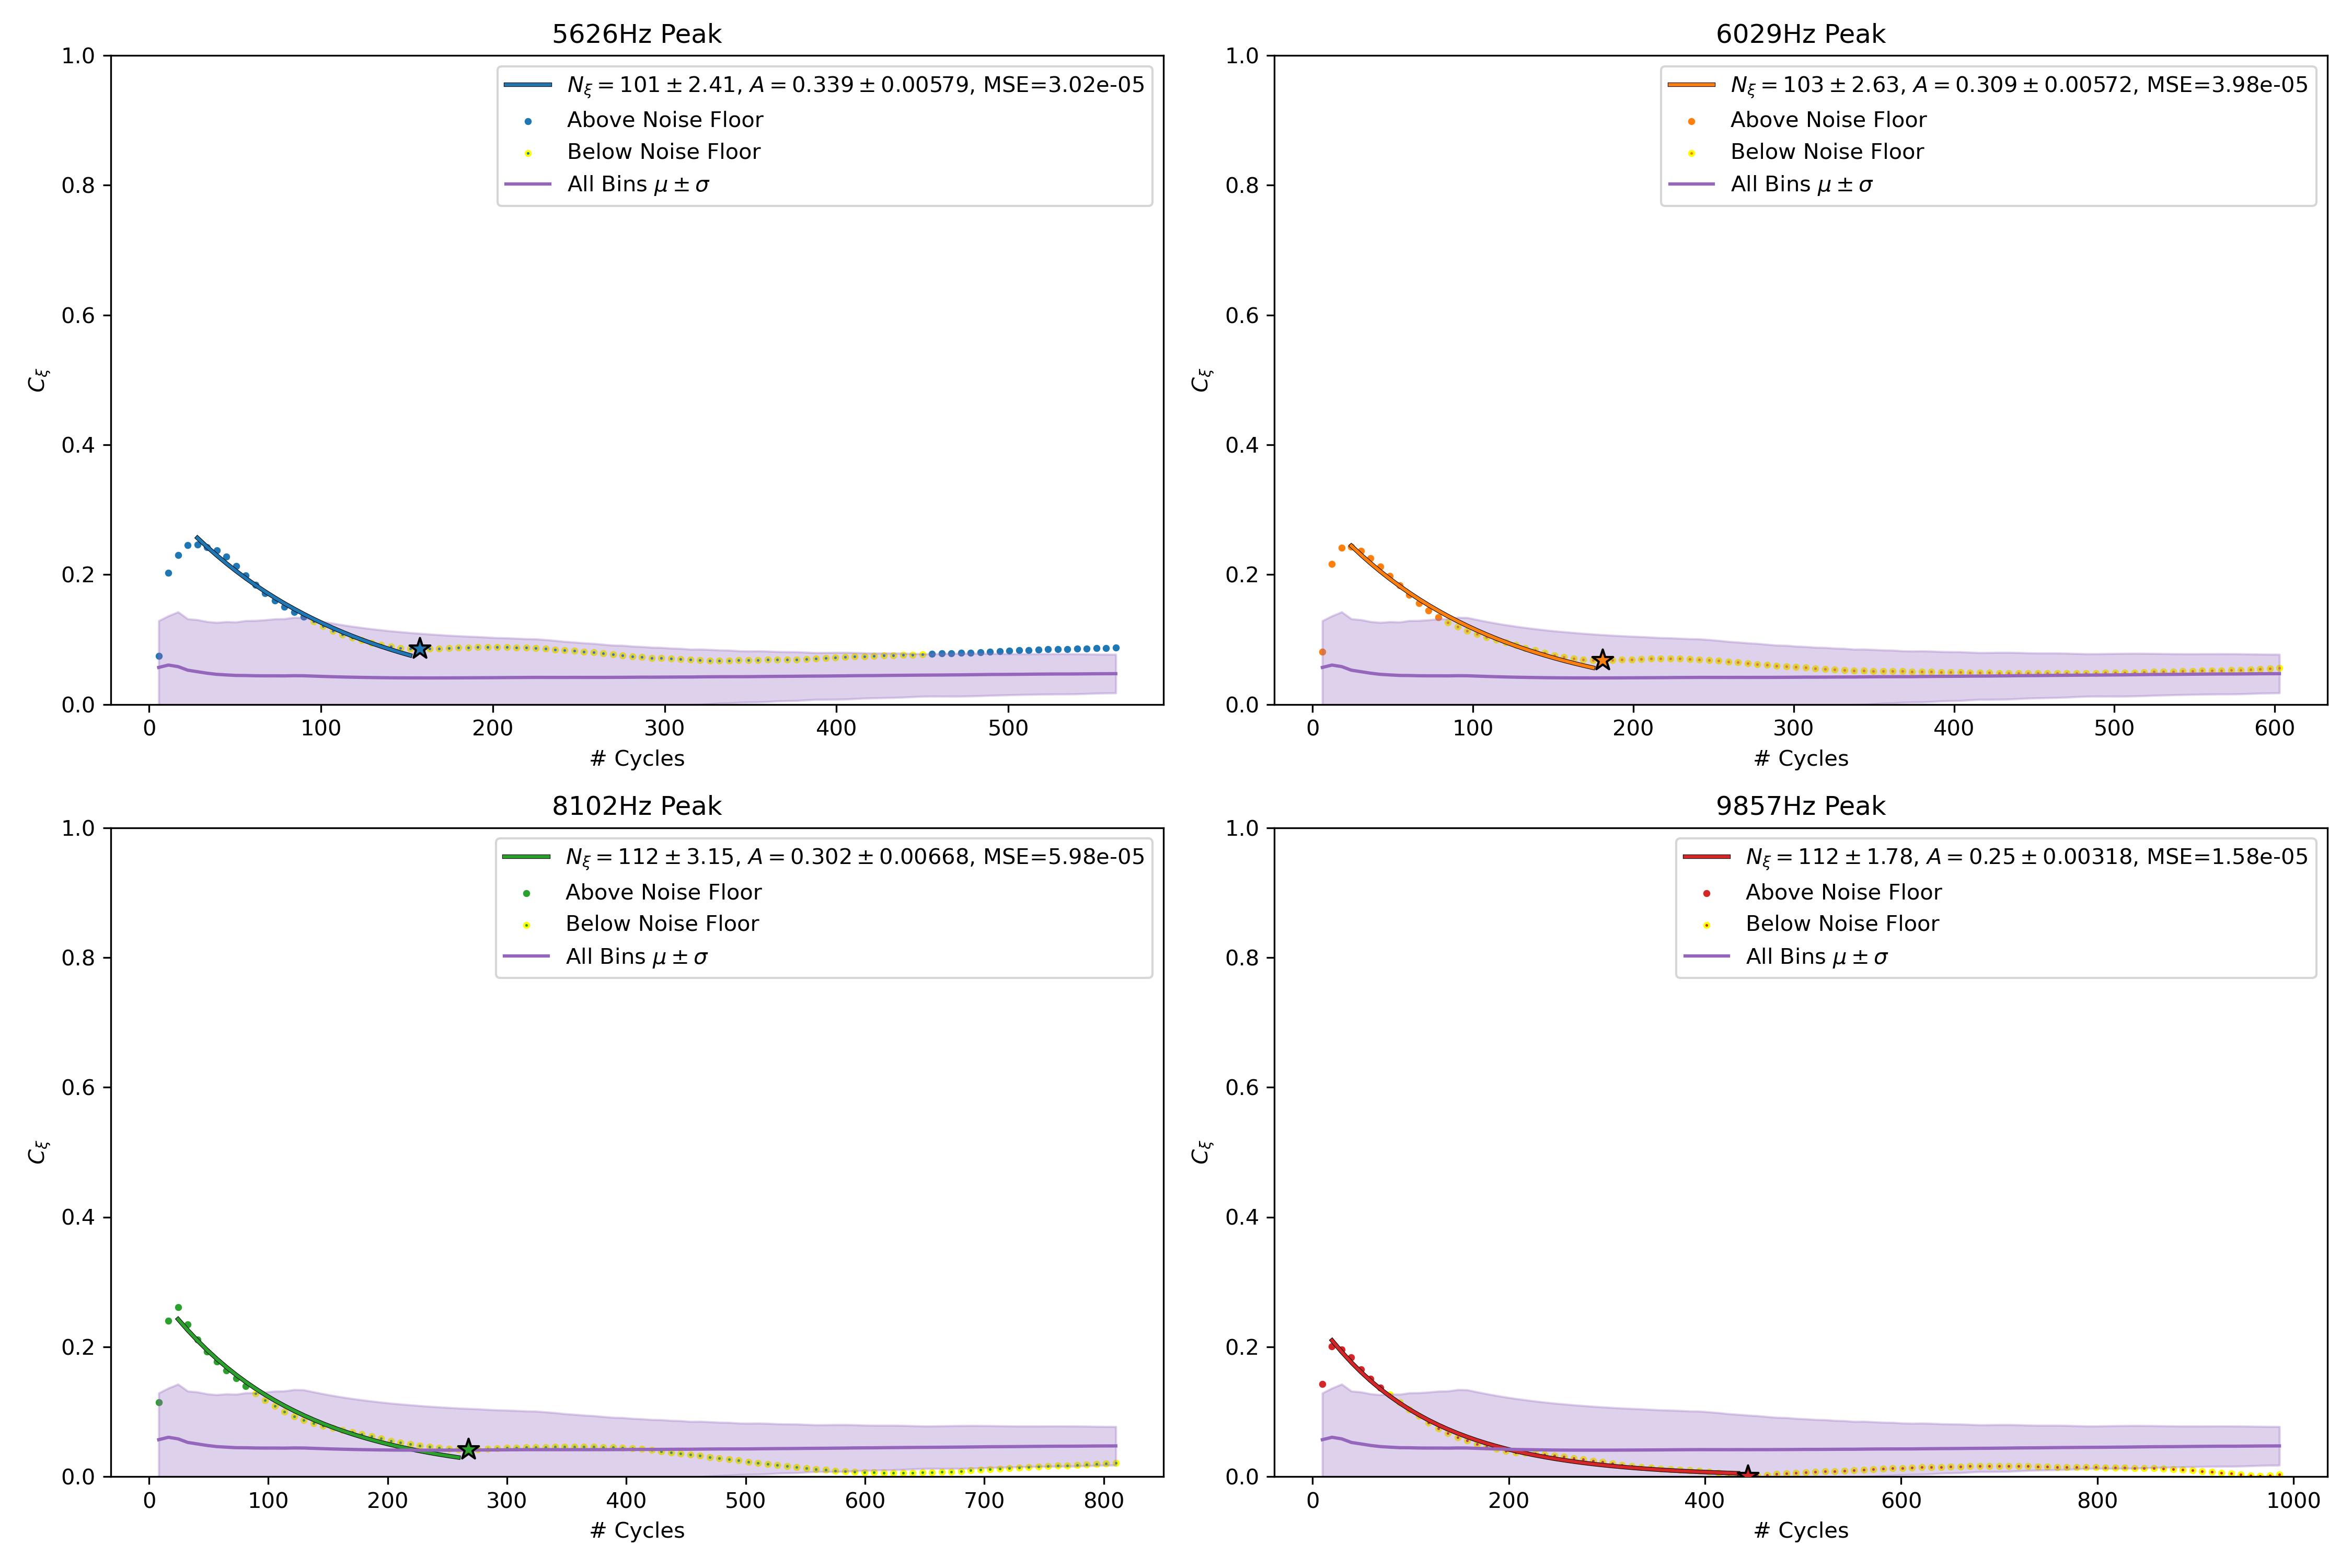 5626Hz Peak
1.0
0.8
0.6
0.4
0.2
0.0
Cξ
Nξ = 101 ± 2.41, A = 0.339 ± 0.00579, MSE=3.02e-05
Above Noise Floor
Below Noise Floor
All Bins μ ± σ
0 100 200 300 400 500
# Cycles
6029Hz Peak
1.0
0.8
0.6
0.4
0.2
0.0
Cξ
Nξ = 103 ± 2.63, A = 0.309 ± 0.00572, MSE=3.98e-05
Above Noise Floor
Below Noise Floor
All Bins μ ± σ
0 100 200 300 400 500 600
# Cycles
8102Hz Peak
1.0
0.8
0.6
0.4
0.2
0.0
Cξ
Nξ = 112 ± 3.15, A = 0.302 ± 0.00668, MSE=5.98e-05
Above Noise Floor
Below Noise Floor
All Bins μ ± σ
0 100 200 300 400 500 600 700 800
# Cycles
9857Hz Peak
1.0
0.8
0.6
0.4
0.2
0.0
Cξ
Nξ = 112 ± 1.78, A = 0.25 ± 0.00318, MSE=1.58e-05
Above Noise Floor
Below Noise Floor
All Bins μ ± σ
0 200 400 600 800 1000
# Cycles